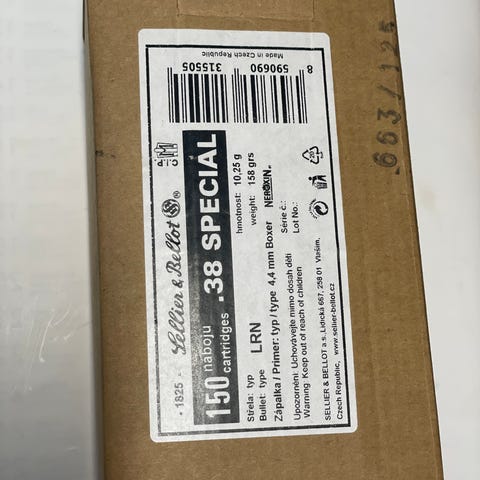 - 1825 -
Sellier & Bellot
150 nábojů
cartridges
.38 SPECIAL
Střela: typ
Bullet: type
LRN
hmotnost: 10,25 g
weight: 158 grs
Zápalka / Primer: typ / type 4,4 mm Boxer NEROXIN
Upozornění: Uchovávejte mimo dosah dětí
Warning: Keep out of reach of children
Série č.:
Lot No.:
SELLIER & BELLOT a.s., Lidická 667, 258 01 Vlašim,
Czech Republic, www.sellier-bellot.cz
8 590690 315505
Made in Czech Republic
663/125